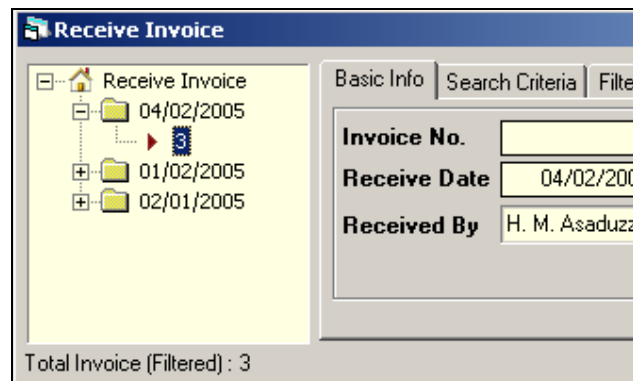 Receive Invoice
Receive Invoice
04/02/2005
3
01/02/2005
02/01/2005
Total Invoice (Filtered) : 3
Basic Info Search Criteria
Invoice No.
Receive Date
Received By H. M.